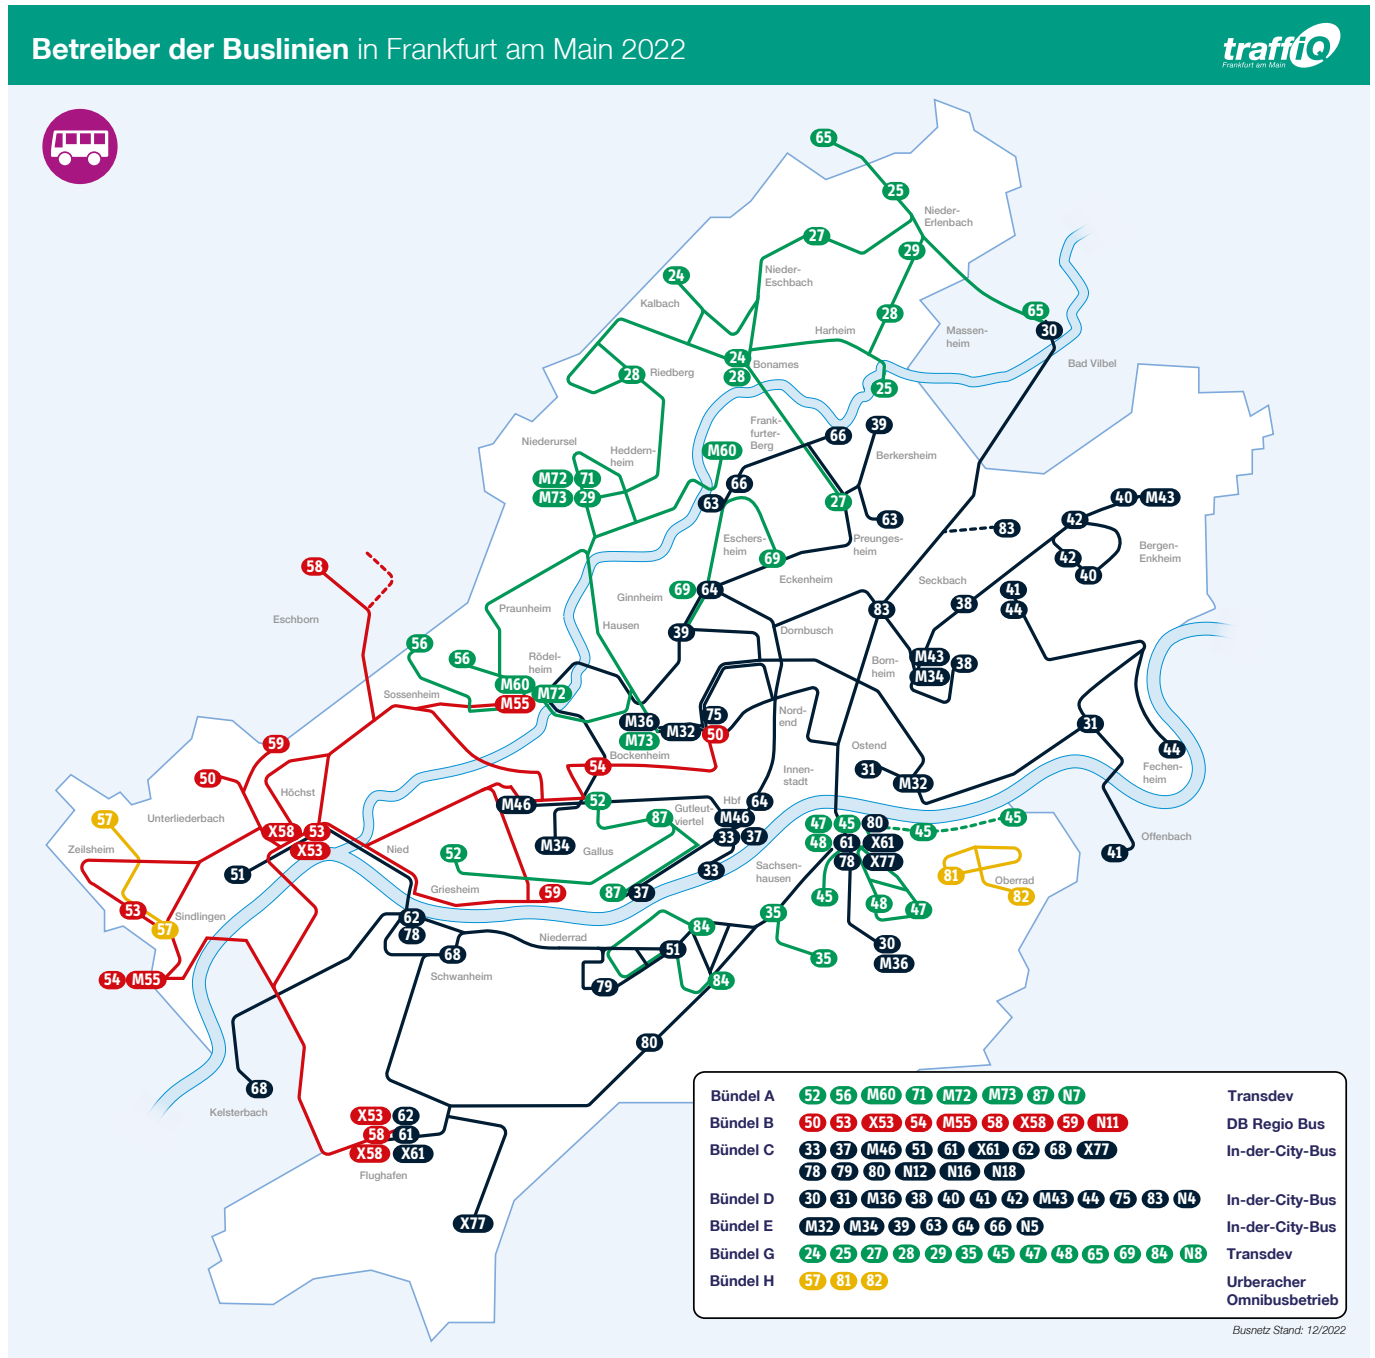 Betreiber der Buslinien in Frankfurt am Main 2022
traffiQ
Frankfurt am Main
65
25
Nieder-
Erlenbach
27
29
24
Nieder-
Eschbach
Kalbach
28
65
30
Harheim
Massen-
heim
Bad Vilbel
24
28
Bonames
28
Riedberg
25
Frank-
furter-
Berg
66
39
Niederursel
Heddern-
heim
M60
Berkersheim
M72 71
M73 29
66
63
27
63
40 M43
42
83
Eschers-
heim
69
Preunges-
heim
Bergen-
Enkheim
42
40
58
Eckenheim
Seckbach
Ginnheim
69 64
41
44
38
83
Praunheim
Eschborn
Hausen
39
Dornbusch
56
56
Rödel-
heim
Born-
heim
M43
M34
38
Sossenheim
M60
M72
M55
M36
M73
M32
75
50
Nord-
end
31
59
Bockenheim
54
Ostend
44
50
Höchst
Innen-
stadt
31
M32
Fechen-
heim
57
Unterliederbach
M46
52
Gutleut-
viertel
87
Hbf
64
M46
33 37
47 45 80
45
45
Offenbach
X58 53
X53
Zeilsheim
Nied
52
M34
Gallus
48 61 X61
78 X77
41
51
Griesheim
59
87 37
33
Sachsen-
hausen
45
48
47
81
Oberrad
82
53
Sindlingen
57
62
78
68
Niederrad
84
35
35
30
M36
54 M55
Schwanheim
51
79
84
80
68
Kelsterbach
X53 62
58 61
X58 X61
Flughafen
X77
Bündel A 52 56 M60 71 M72 M73 87 N7 Transdev
Bündel B 50 53 X53 54 M55 58 X58 59 N11 DB Regio Bus
Bündel C 33 37 M46 51 61 X61 62 68 X77 In-der-City-Bus
78 79 80 N12 N16 N18
Bündel D 30 31 M36 38 40 41 42 M43 44 75 83 N4 In-der-City-Bus
Bündel E M32 M34 39 63 64 66 N5 In-der-City-Bus
Bündel G 24 25 27 28 29 35 45 47 48 65 69 84 N8 Transdev
Bündel H 57 81 82 Urberacher
Omnibusbetrieb
Busnetz Stand: 12/2022